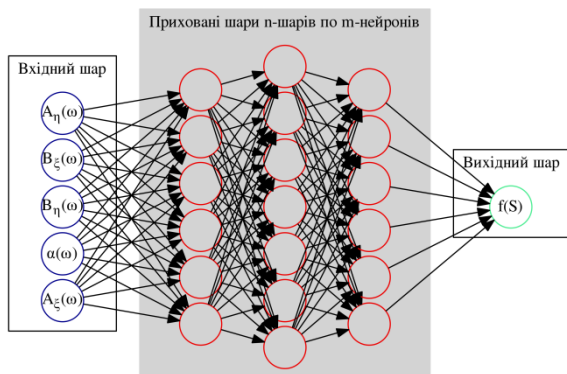 Приховані шари n-шарів по m-нейронів
Вхідний шар
Aη(ω)
Bξ(ω)
Bη(ω)
α(ω)
Aξ(ω)
Вихідний шар
f(S)